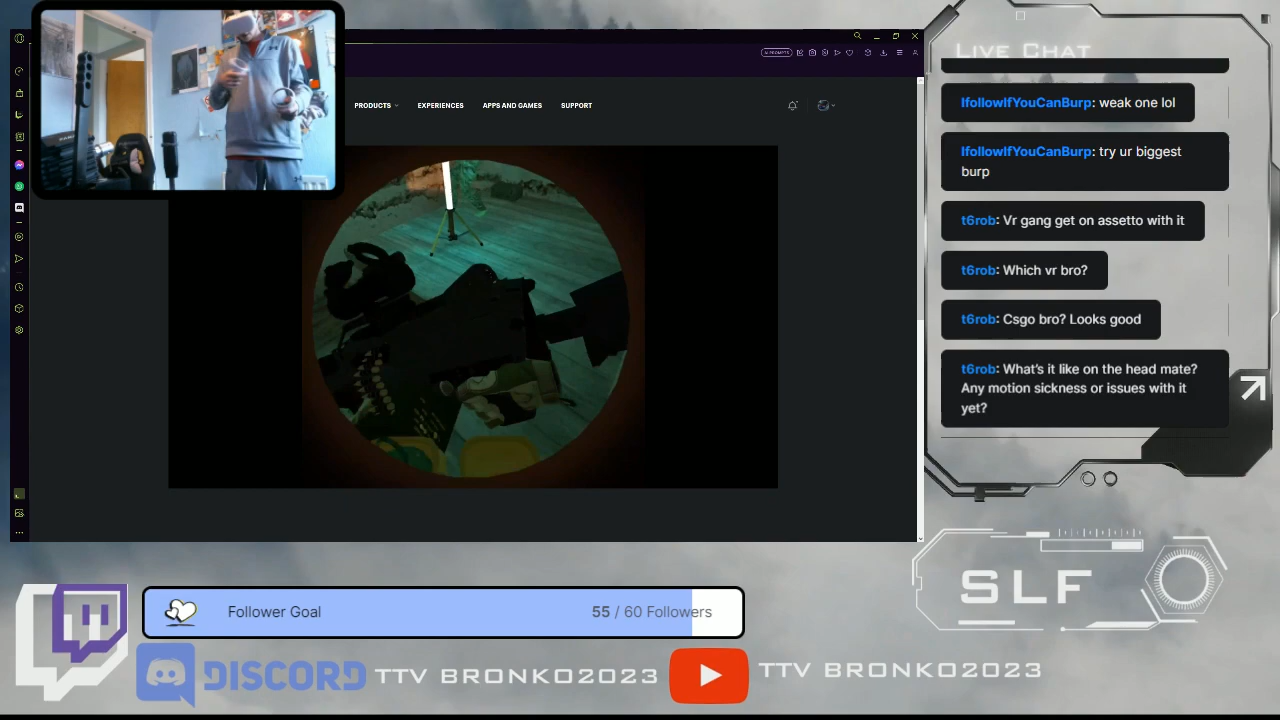 AI PROMPTS
PRODUCTS
EXPERIENCES
APPS AND GAMES
SUPPORT
LIVE CHAT
IfollowIfYouCanBurp: weak one lol
IfollowIfYouCanBurp: try ur biggest
burp
t6rob: Vr gang get on assetto with it
t6rob: Which vr bro?
t6rob: Csgo bro? Looks good
t6rob: What's it like on the head mate?
Any motion sickness or issues with it
yet?
SLF
Follower Goal
55 / 60 Followers
DISCORD
TTV BRONKO2023
TTV BRONKO2023